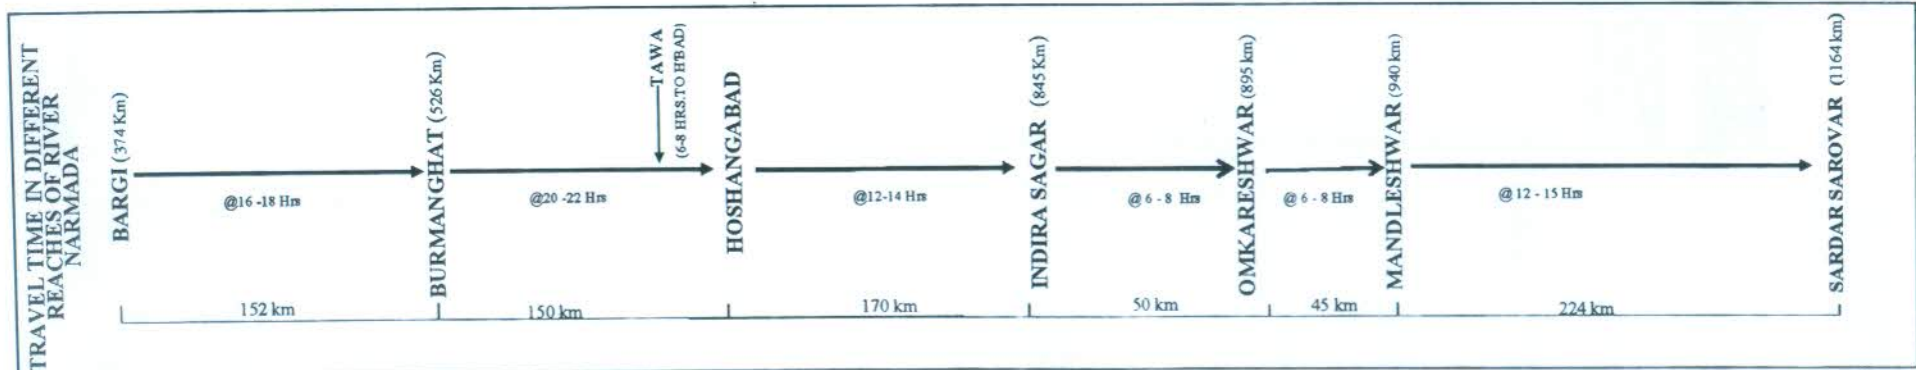 TRAVEL TIME IN DIFFERENT
REACHES OF RIVER
NARMADA
BARGI (374 Km)
@16 -18 Hrs
BURMANGHAT (526 Km)
@20 -22 Hrs
TAWA
(6-8 HRS.TO H'BAD)
HOSHANGABAD
@12-14 Hrs
INDIRA SAGAR (845 Km)
@ 6 - 8 Hrs
OMKARESHWAR (895 km)
@ 6 - 8 Hrs
MANDLESHWAR (940 km)
@ 12 - 15 Hrs
SARDAR SAROVAR (1164 km)
152 km
150 km
170 km
50 km
45 km
224 km